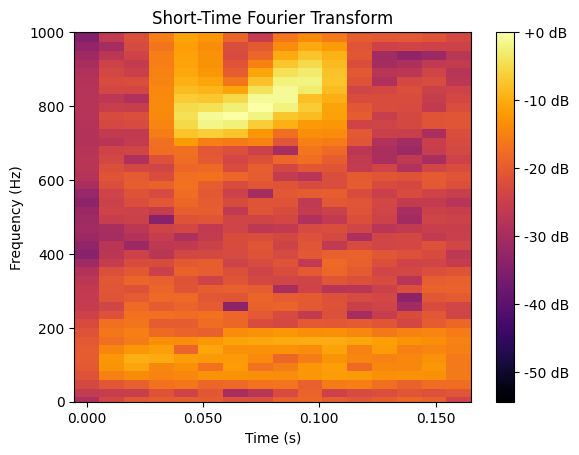 Short-Time Fourier Transform
Frequency (Hz)
1000
800
600
400
200
0
0.000 0.050 0.100 0.150
Time (s)
+0 dB
-10 dB
-20 dB
-30 dB
-40 dB
-50 dB